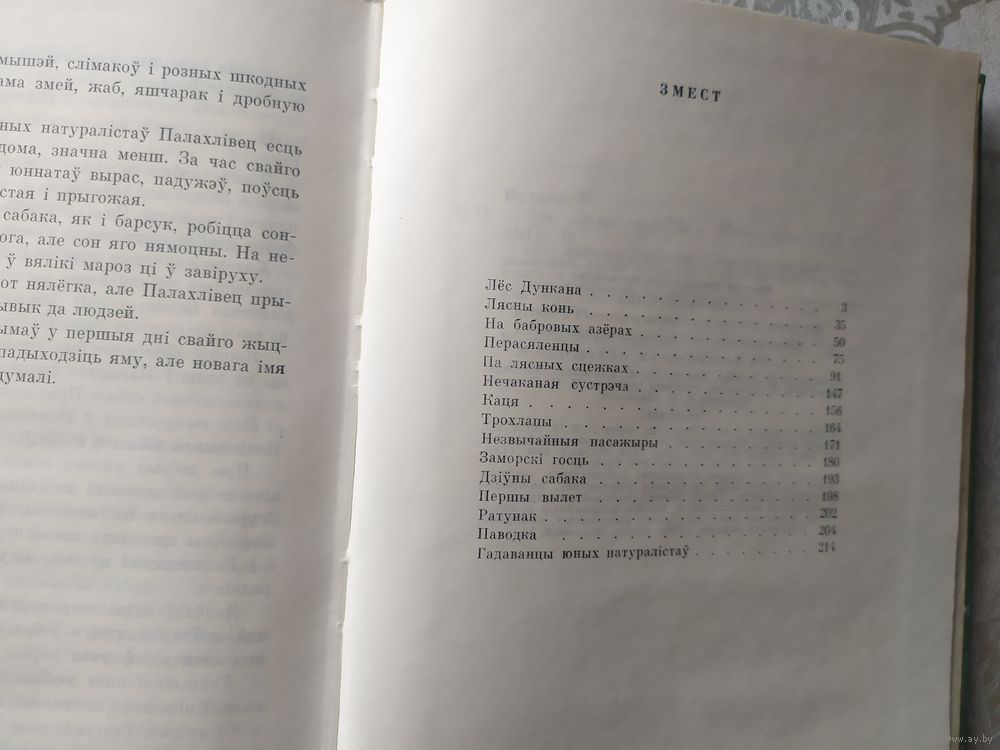 мышэй, слімакоў і розных шкодных
ама змей, жаб, яшчарак і дробную
ных натуралістаў Палахлівец есць
дома, значна менш. За час свайго
юннатаў вырас, падужэў, поўсць
стая і прыгожая.
сабака, як і барсук, робіцца сон-
ога, але сон яго нямоцны. На не-
ў вялікі мароз ці ў завіруху.
от нялёгка, але Палахлівец пры-
ывык да людзей.
ымаў у першыя дні свайго жыц-
падыходзіць яму, але новага імя
думалі.
ЗМЕСТ
Лёс Дункана . . . . . . . . . . . 3
Лясны конь . . . . . . . . . . . 35
На бабровых азёрах . . . . . . . . . 50
Перасяленцы . . . . . . . . . . . 75
Па лясных сцежках . . . . . . . . . 91
Нечаканая сустрэча . . . . . . . . . 147
Каця . . . . . . . . . . . . . 156
Трохлапы . . . . . . . . . . . . 164
Незвычайныя пасажыры . . . . . . . . 171
Заморскі госць . . . . . . . . . . 180
Дзіўны сабака . . . . . . . . . . 193
Першы вылет . . . . . . . . . . . 198
Ратунак . . . . . . . . . . . . 202
Паводка . . . . . . . . . . . . 204
Гадаванцы юных натуралістаў . . . . . . 214
www.ay.by